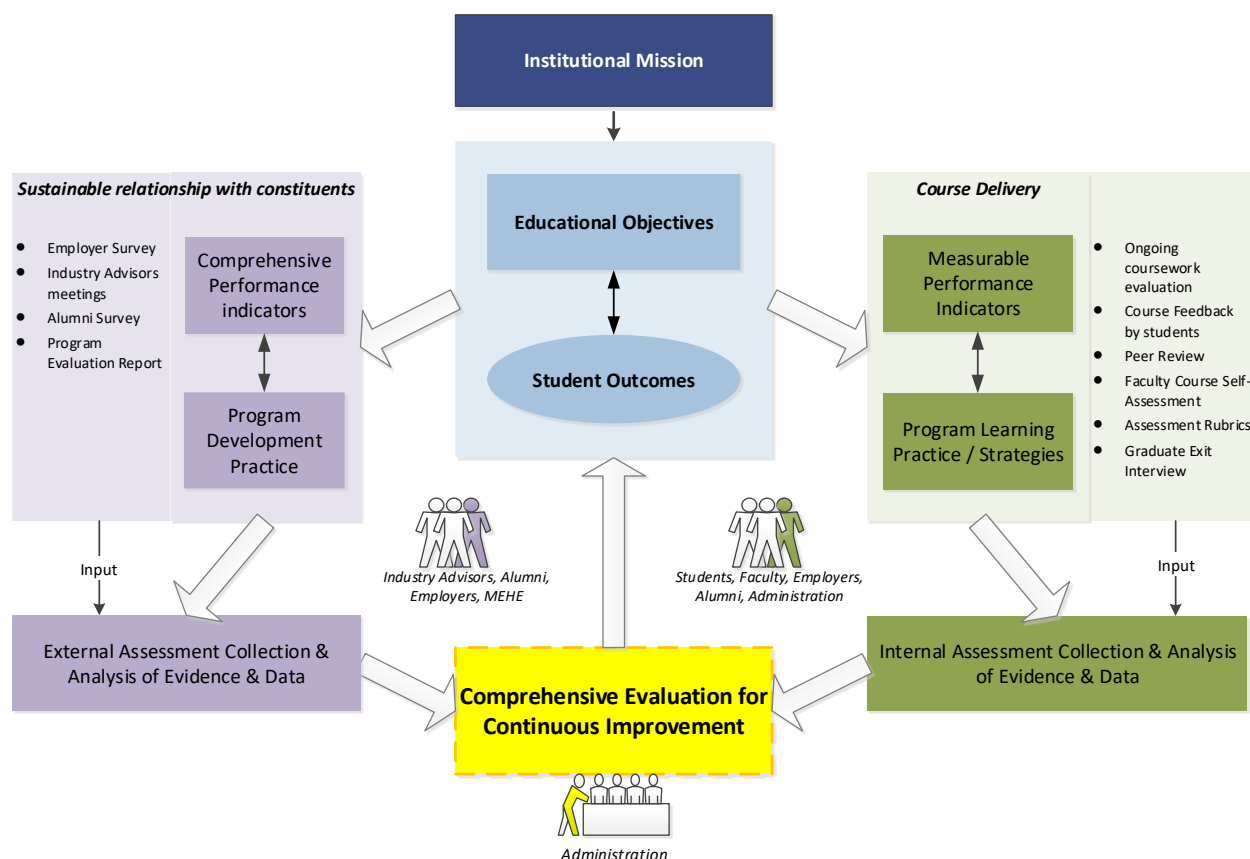 Institutional Mission
Sustainable relationship with constituents
Educational Objectives
Student Outcomes
Course Delivery
● Employer Survey
● Industry Advisors
meetings
● Alumni Survey
● Program
Evaluation Report
Comprehensive
Performance
indicators
Program
Development
Practice
Measurable
Performance
Indicators
Program Learning
Practice / Strategies
● Ongoing
coursework
evaluation
● Course Feedback
by students
● Peer Review
● Faculty Course Self-
Assessment
● Assessment Rubrics
● Graduate Exit
Interview
Input
Industry Advisors, Alumni,
Employers, MEHE
Students, Faculty, Employers,
Alumni, Administration
Input
External Assessment Collection &
Analysis of Evidence & Data
Comprehensive Evaluation for
Continuous Improvement
Internal Assessment Collection & Analysis
of Evidence & Data
Administration